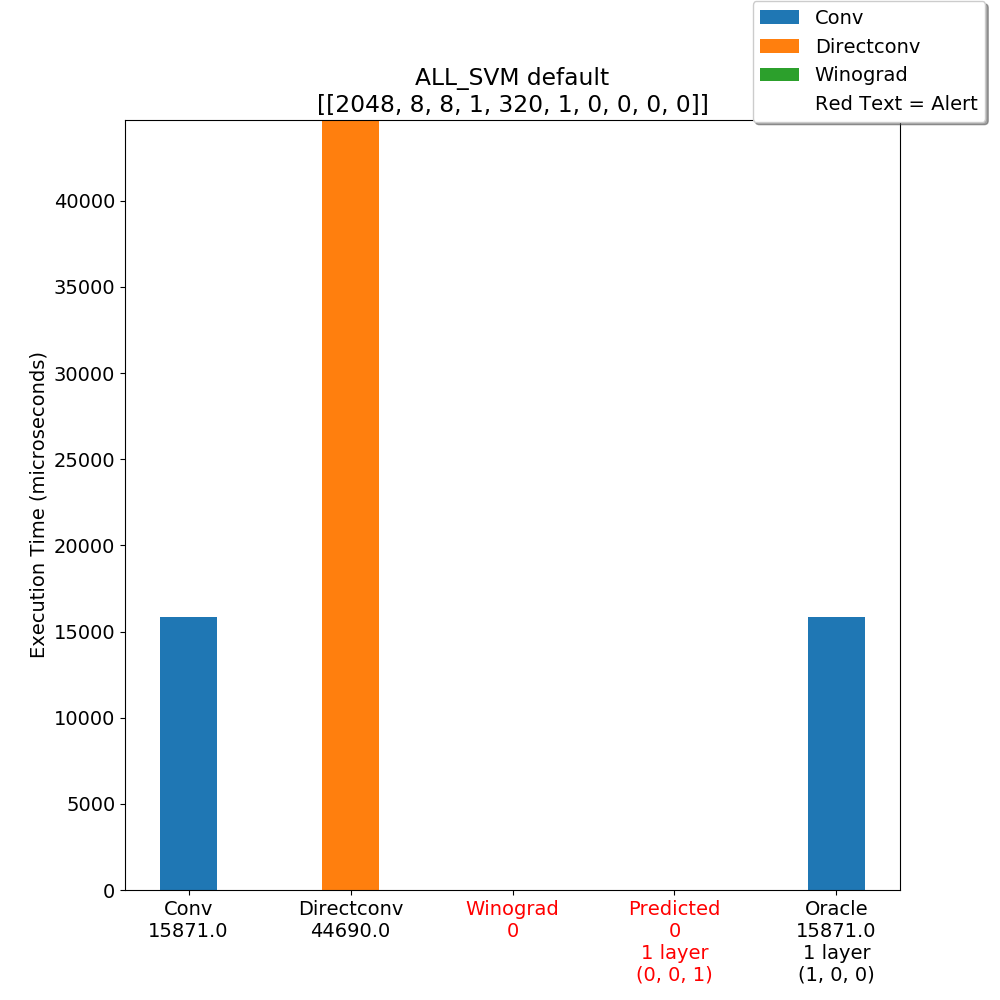 Conv
Directconv
Winograd
Red Text = Alert
ALL_SVM default
[[2048, 8, 8, 1, 320, 1, 0, 0, 0, 0]]
Execution Time (microseconds)
40000
35000
30000
25000
20000
15000
10000
5000
0
Conv
15871.0
Directconv
44690.0
Winograd
0
Predicted
0
1 layer
(0, 0, 1)
Oracle
15871.0
1 layer
(1, 0, 0)